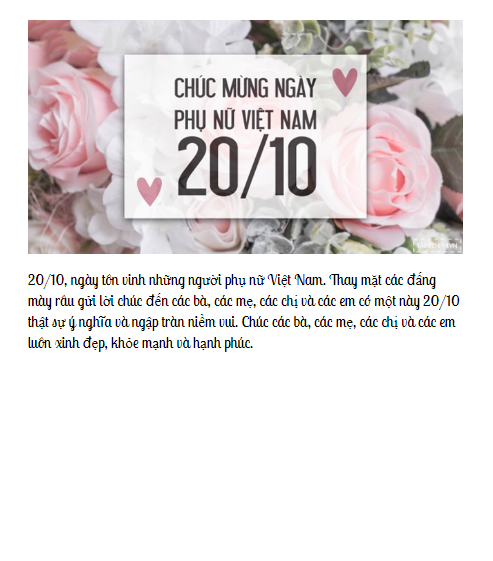 CHÚC MỪNG NGÀY
PHỤ NỮ VIỆT NAM
20/10
20/10, ngày tôn vinh những người phụ nữ Việt Nam. Thay mặt các đấng
mày râu gửi lời chúc đến các bà, các mẹ, các chị và các em có một này 20/10
thật sự ý nghĩa và ngập tràn niềm vui. Chúc các bà, các mẹ, các chị và các em
luôn xinh đẹp, khỏe mạnh và hạnh phúc.